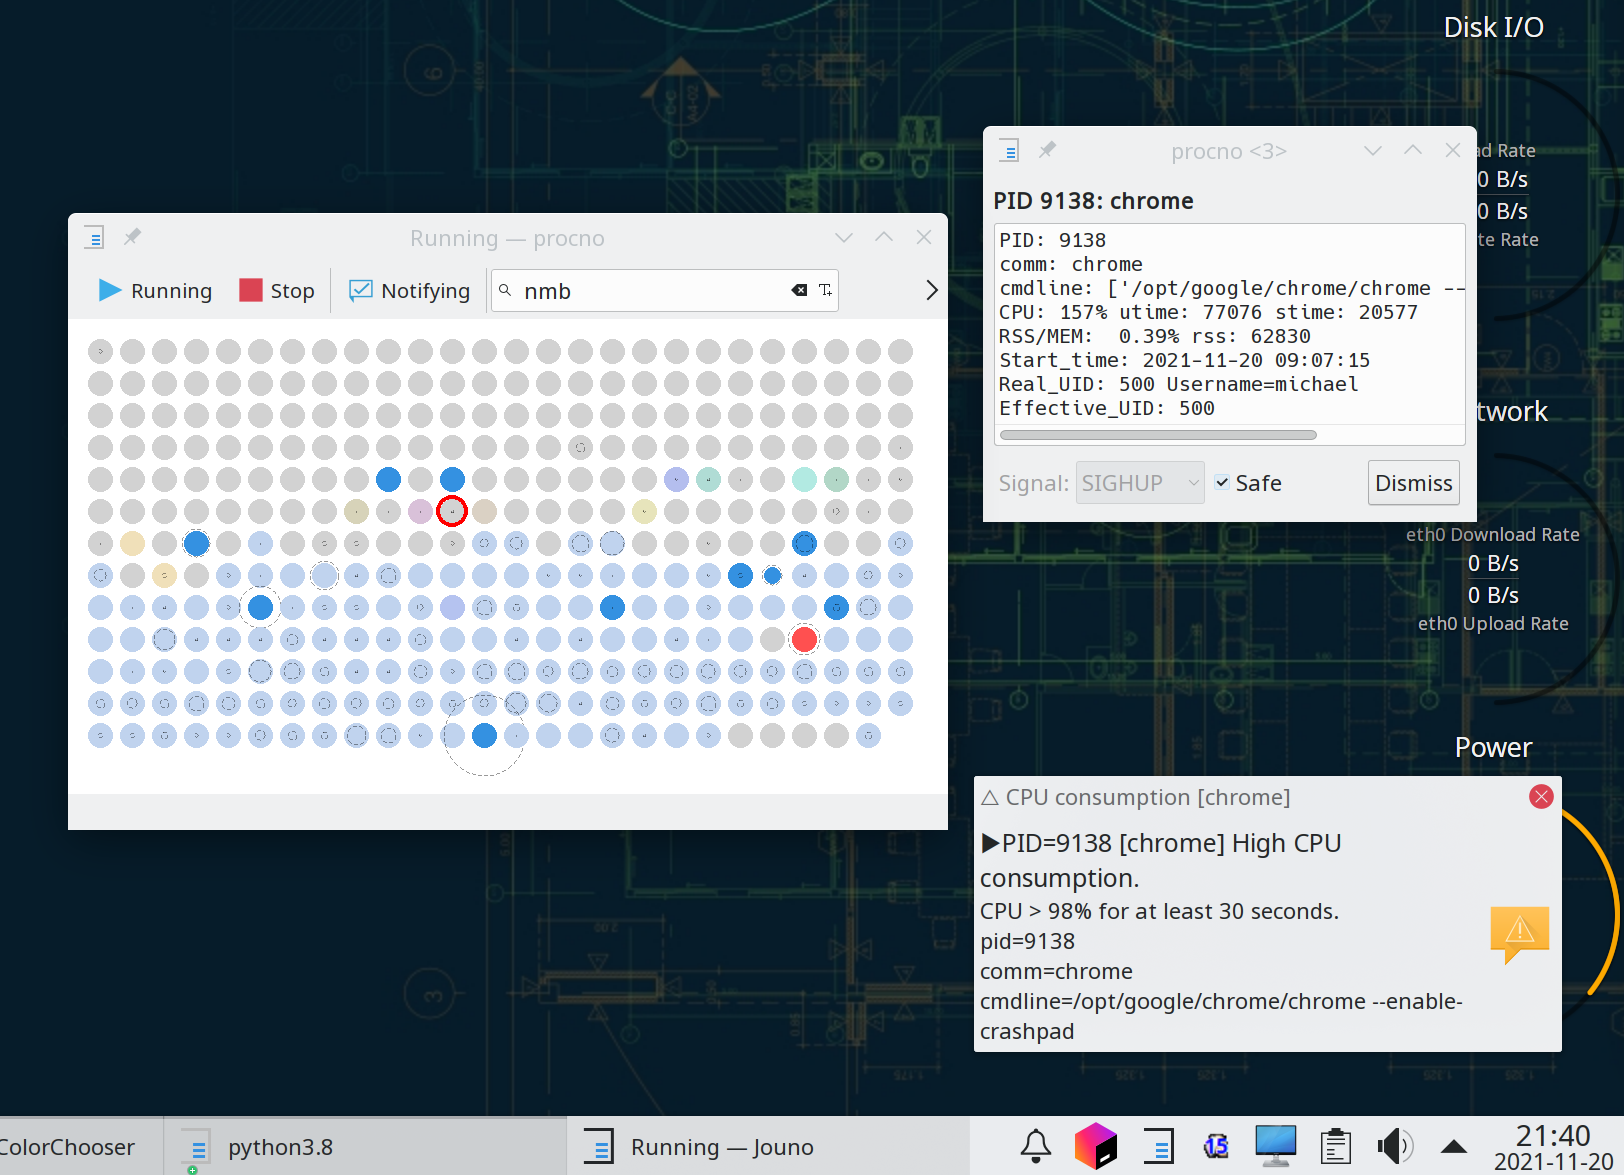 Disk I/O
ad Rate
0 B/s
0 B/s
te Rate
twork
eth0 Download Rate
0 B/s
0 B/s
eth0 Upload Rate
Power
procno <3>
PID 9138: chrome
PID: 9138
comm: chrome
cmdline: ['/opt/google/chrome/chrome --
CPU: 157% utime: 77076 stime: 20577
RSS/MEM:  0.39% rss: 62830
Start_time: 2021-11-20 09:07:15
Real_UID: 500 Username=michael
Effective_UID: 500
Signal: SIGHUP Safe Dismiss
Running — procno
Running Stop Notifying nmb
CPU consumption [chrome]
▶PID=9138 [chrome] High CPU
consumption.
CPU > 98% for at least 30 seconds.
pid=9138
comm=chrome
cmdline=/opt/google/chrome/chrome --enable-
crashpad
ColorChooser python3.8 Running — Jouno 15 21:40
2021-11-20